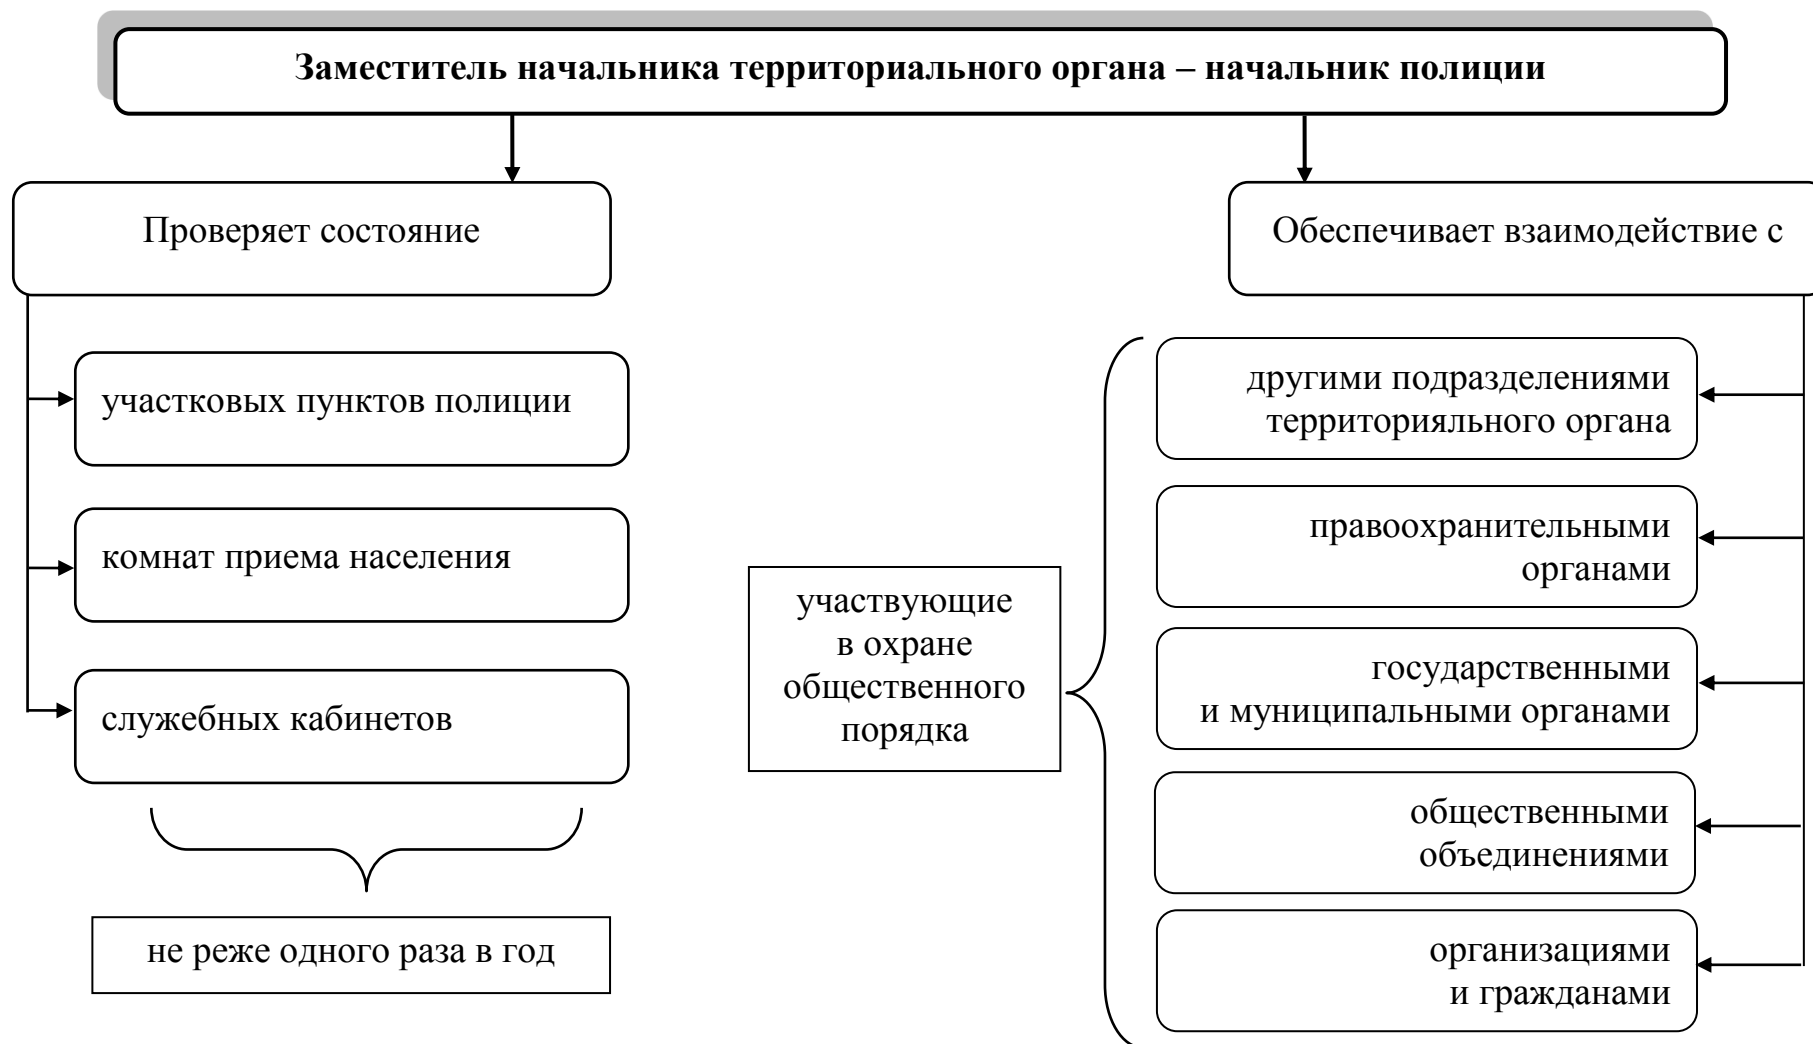 Заместитель начальника территориального органа – начальник полиции
Проверяет состояние
участковых пунктов полиции
комнат приема населения
служебных кабинетов
не реже одного раза в год
Обеспечивает взаимодействие с
другими подразделениями
територияльного органа
правоохранительными
органами
государственными
и муниципальными органами
общественными
объединениями
организациями
и гражданами
участвующие
в охране
общественного
порядка